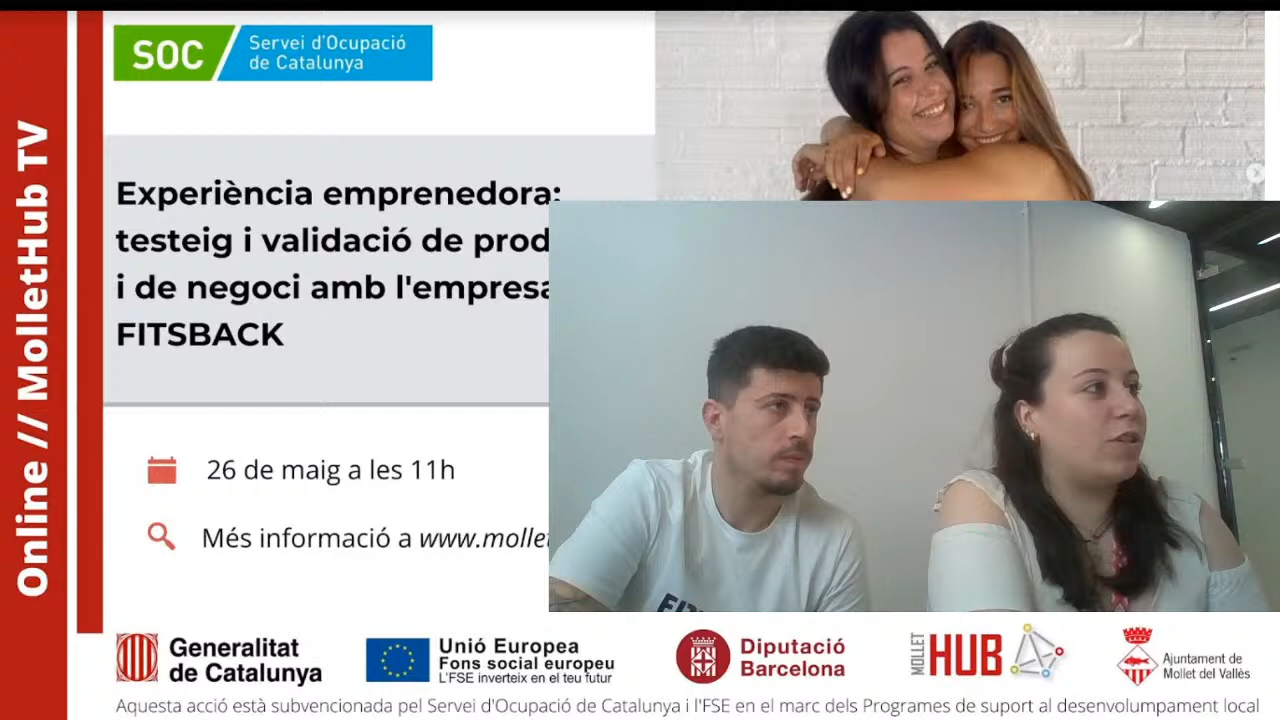 Online // MolletHub TV
SOC
Servei d'Ocupació
de Catalunya
Experiència emprenedora:
testeig i validació de prod
i de negoci amb l'empresa
FITSBACK
26 de maig a les 11h
Més informació a www.mollet
Generalitat
de Catalunya
Unió Europea
Fons social europeu
L'FSE inverteix en el teu futur
Diputació
Barcelona
MOLLET
HUB
Ajuntament de
Mollet del Vallès
Aquesta acció està subvencionada pel Servei d'Ocupació de Catalunya i l'FSE en el marc dels Programes de suport al desenvolupament local